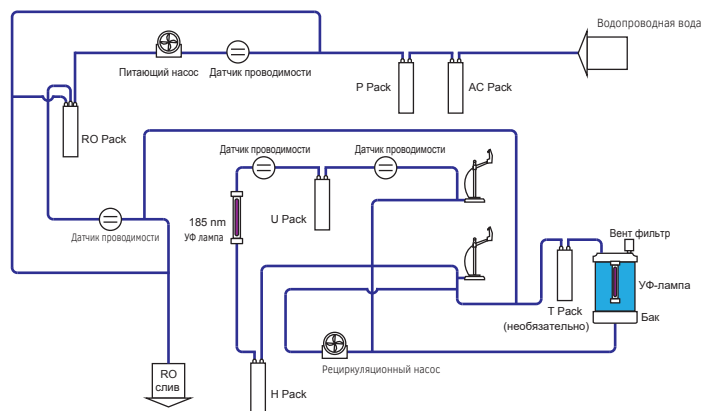 Водопроводная вода
Питающий насос
Датчик проводимости
P Pack
AC Pack
RO Pack
Датчик проводимости
Датчик проводимости
185 nm
УФ лампа
U Pack
Датчик проводимости
Вент фильтр
УФ-лампа
T Pack
(необязательно)
Бак
Рециркуляционный насос
RO
слив
H Pack